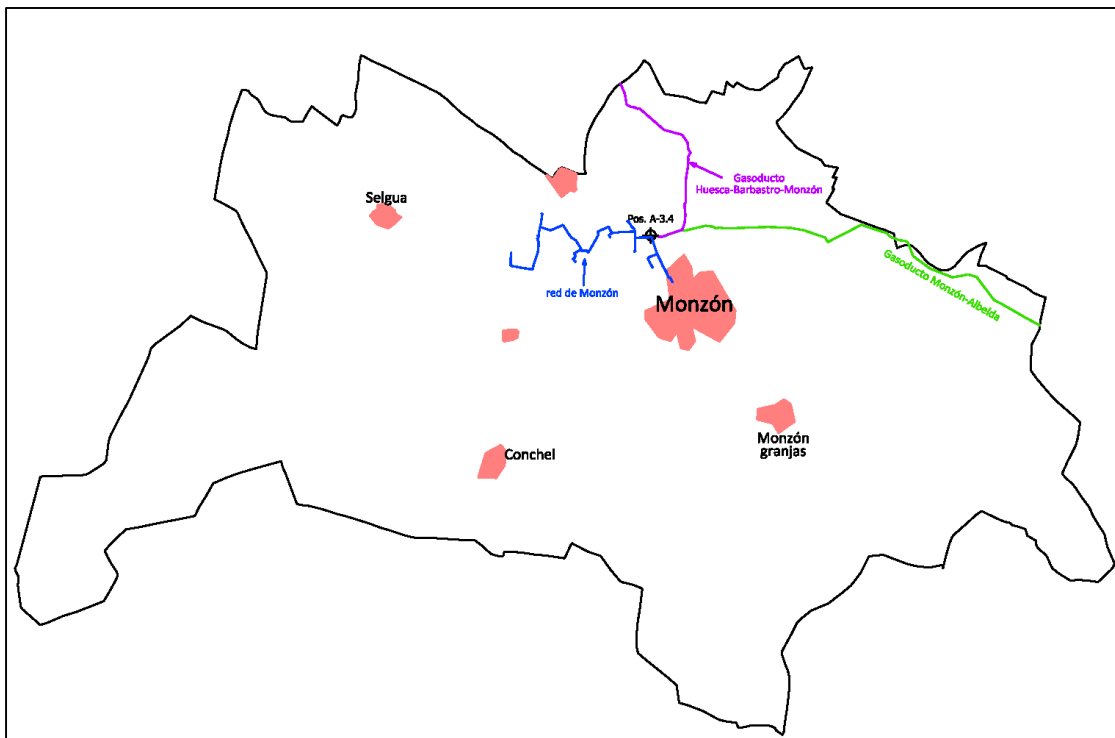 Gasoducto
Huesca-Barbastro-Monzón
Selgua
Pos. A-3.4
Gasoducto Monzón-Albelda
red de Monzón
Monzón
Monzón
granjas
Conchel